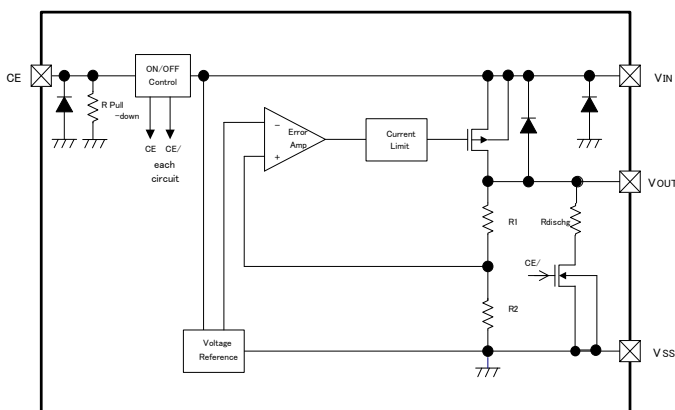 CE
ON/OFF
Control
R Pull
-down
CE CE/
each
circuit
VIN
-
+
Error
Amp
Current
Limit
VOUT
R1
Rdischg
CE/
R2
Voltage
Reference
VSS